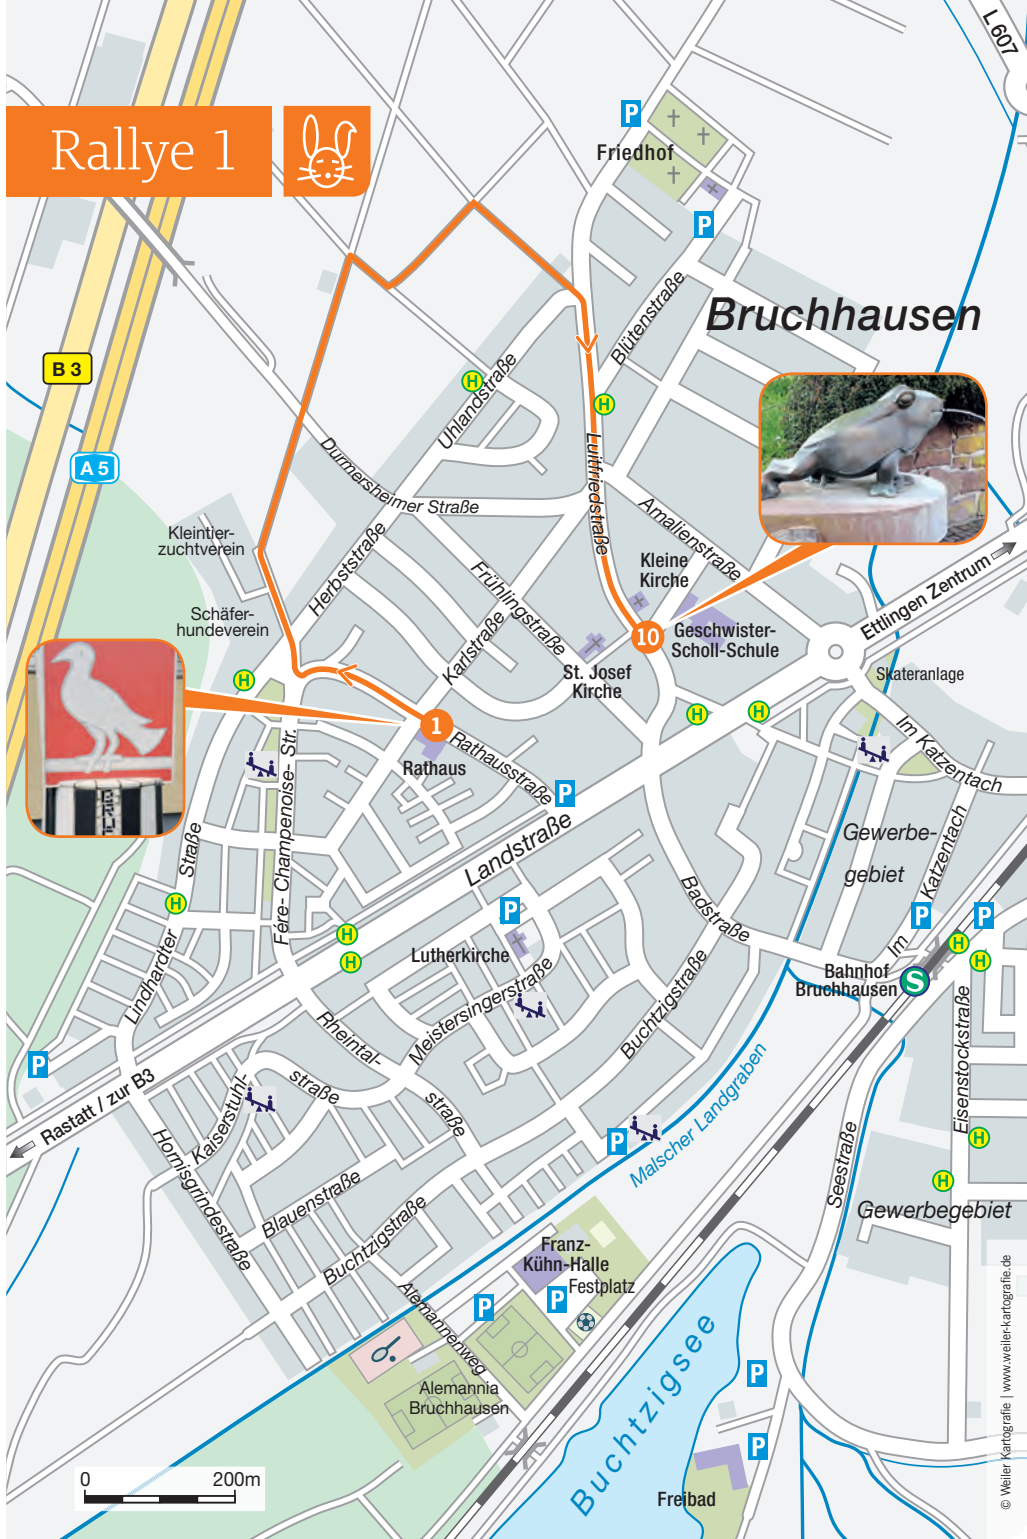 L 607
Rallye 1
P
Friedhof
P
Bruchhausen
B 3
H
Uhlandstraße
Blütenstraße
H
A 5
Durmersheimer Straße
Luitfriedstraße
Amalienstraße
Kleintier-
zuchtverein
Herbststraße
Frühlingstraße
Kleine
Kirche
Ettlingen Zentrum
Schäfer-
hundeverein
Karlstraße
10
Geschwister-
Scholl-Schule
St. Josef
Kirche
Skateranlage
H
H
H
1
Rathausstraße
Rathaus
Im Katzentach
P
Fére- Champenoise- Str.
Landstraße
Gewerbe-
gebiet
Lindhardter Straße
H
P
Badstraße
Im Katzentach
P
P
H
H
Lutherkirche
H
H
Bahnhof
Bruchhausen
S
Meistersingerstraße
Buchtzigstraße
Rheintal-
straße
straße
Eisenstockstraße
P
Rastatt / zur B3
Kaiserstuhl-
Malscher Landgraben
P
H
Hornisgrindestraße
Seestraße
H
Blauenstraße
Buchtzigstraße
Gewerbegebiet
Franz-
Kühn-Halle
Festplatz
P
P
Alemannenweg
Alemannia
Bruchhausen
Buchtzigsee
P
P
Freibad
0 200m
© Weiler Kartografie | www.weiler-kartografie.de